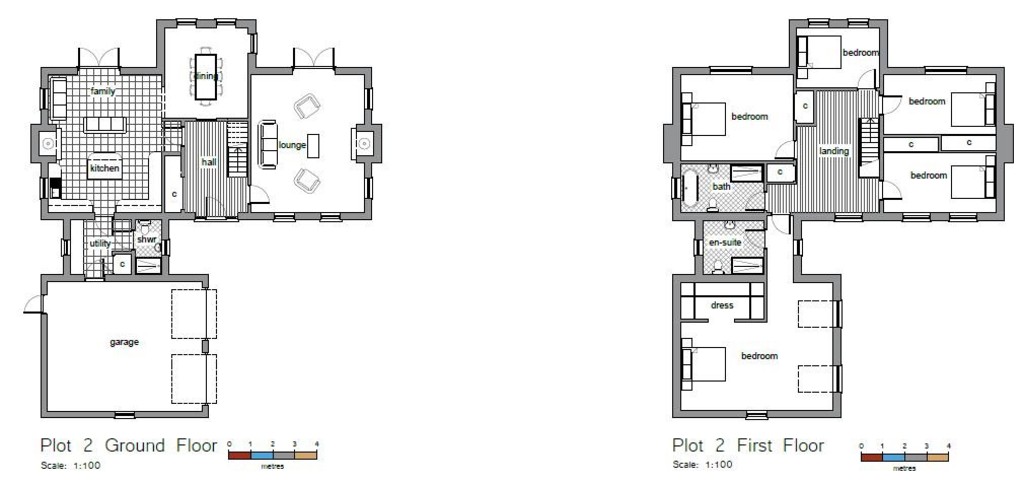 family
dining
lounge
hall
kitchen
c
utility
shwr
c
garage
Plot 2 Ground Floor
Scale: 1:100
0 1 2 3 4
metres
bedroom
bedroom
bedroom
c
landing
c
c
bedroom
c
bath
en-suite
dress
bedroom
Plot 2 First Floor
Scale: 1:100
0 1 2 3 4
metres